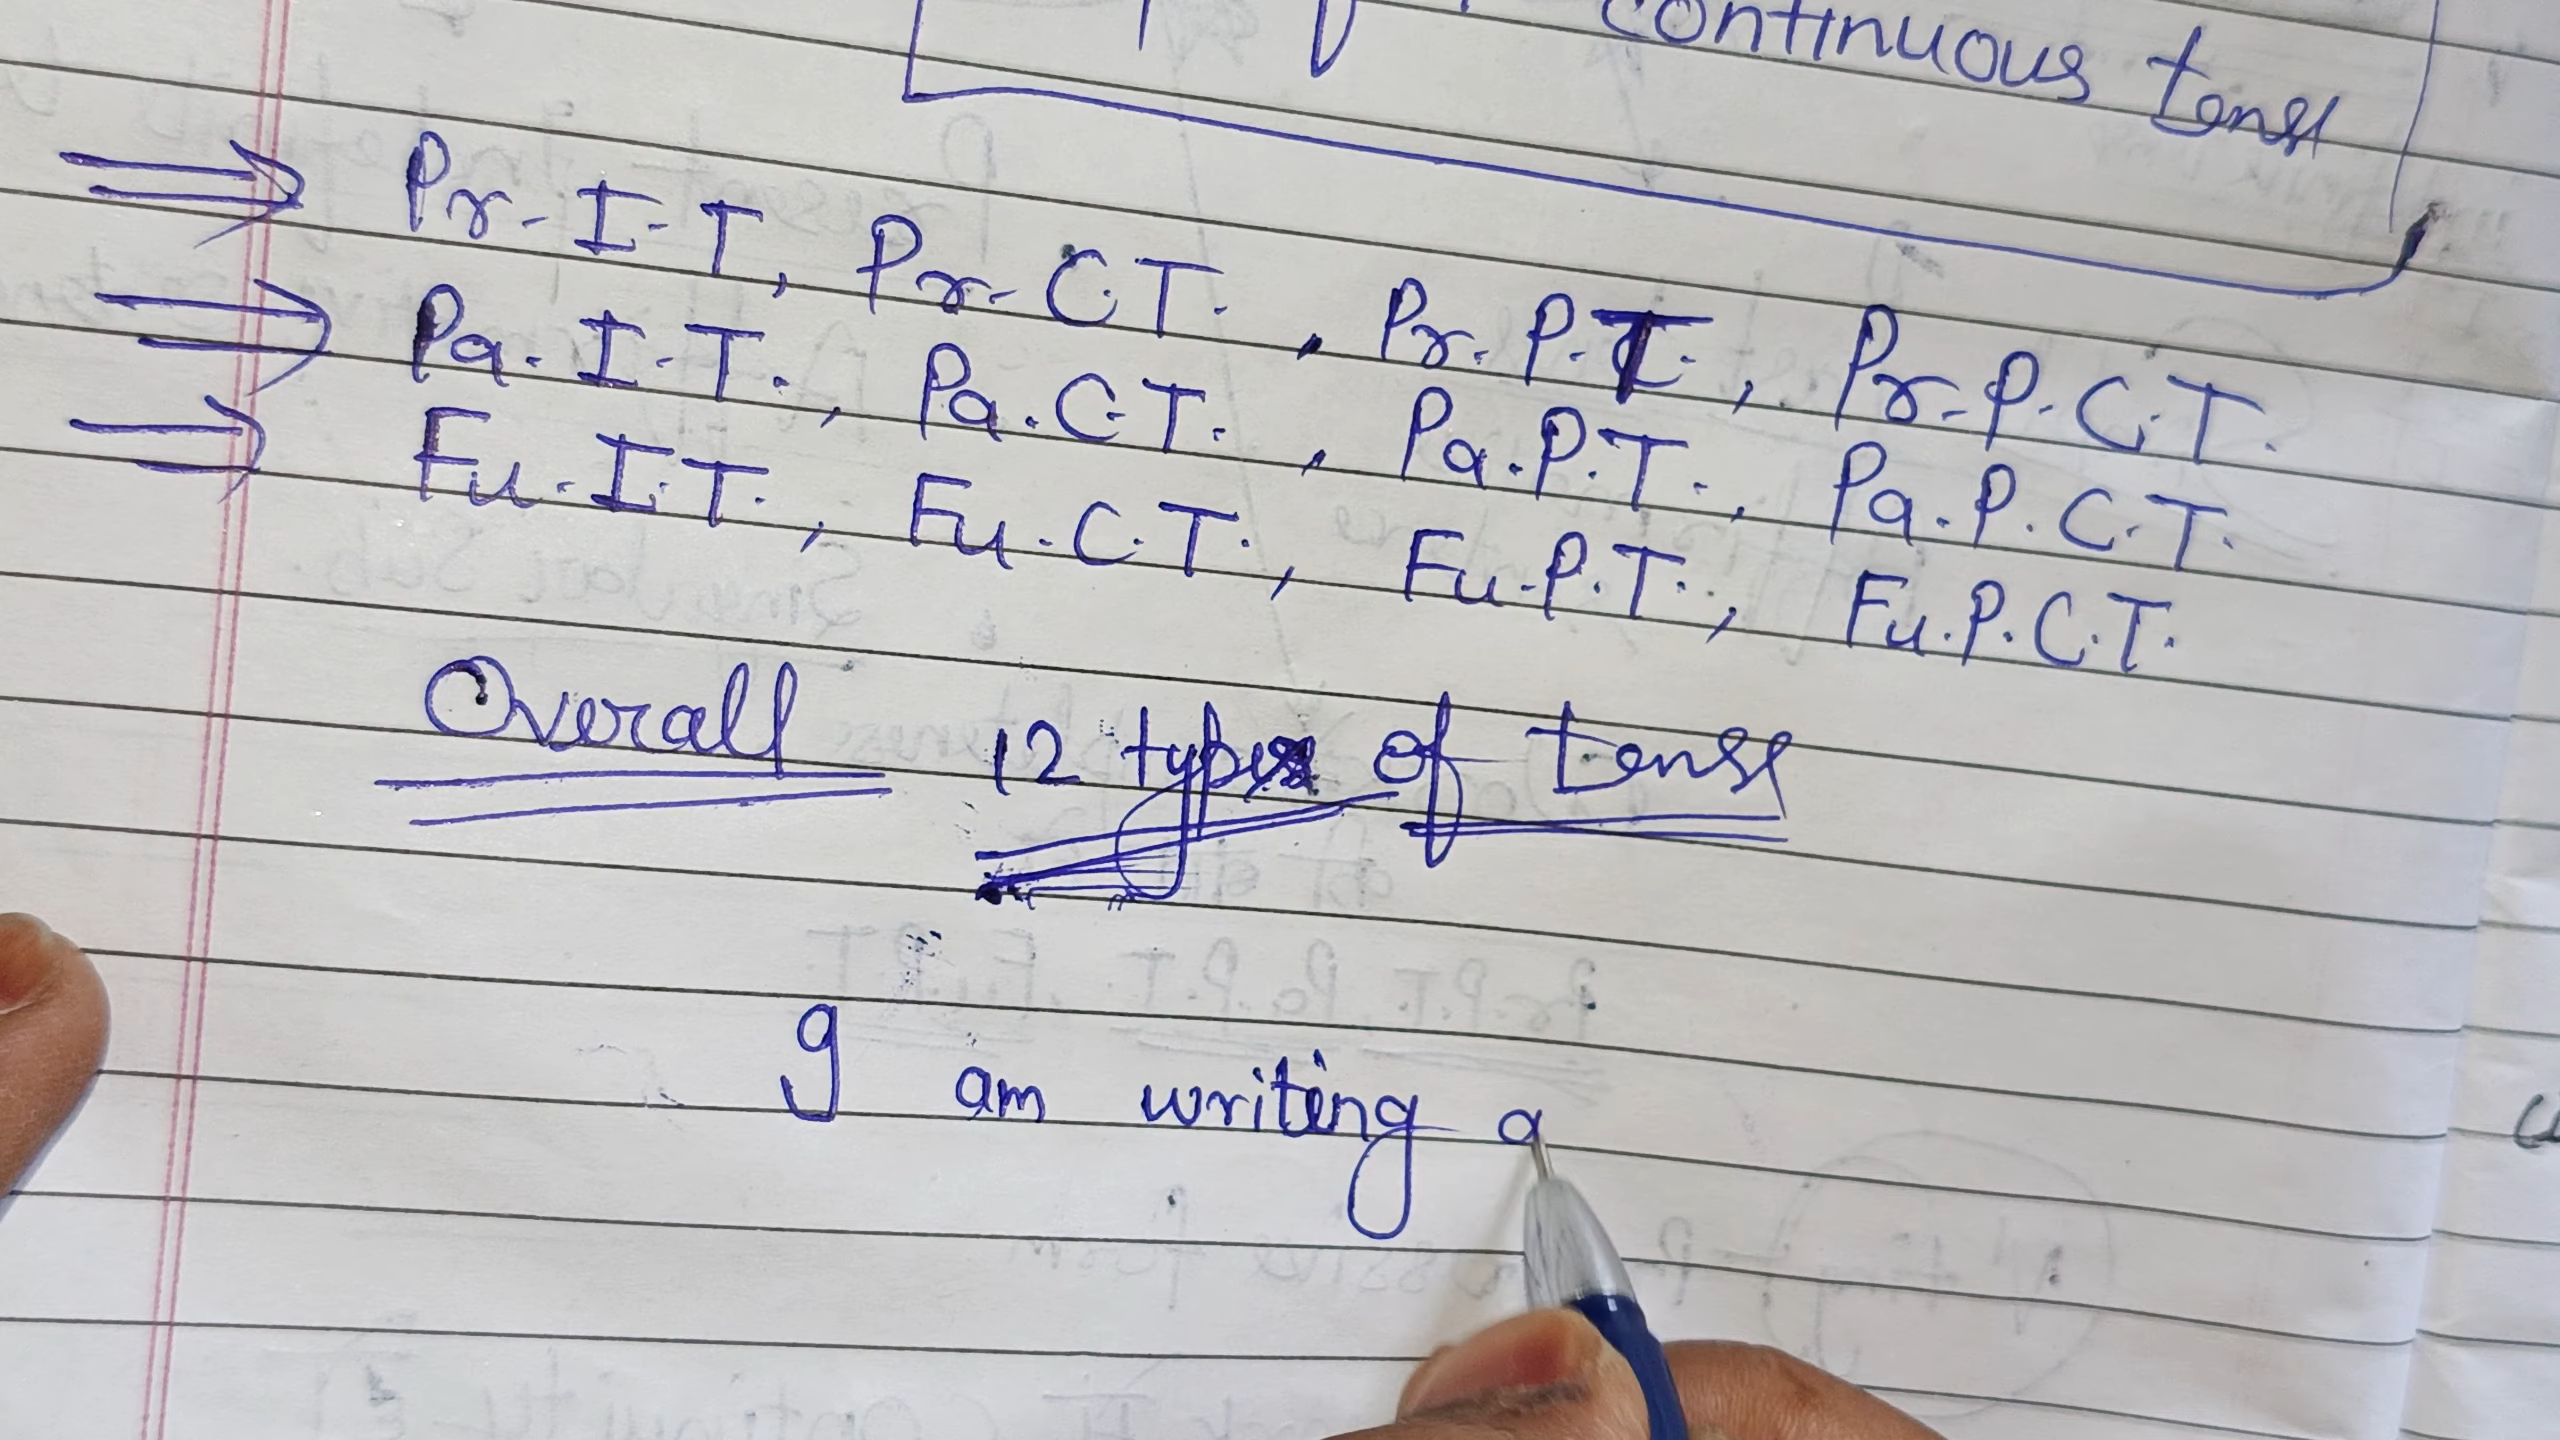 continuous tense
Pr. I. T, Pr. C.T., Pr. P.T., Pr. P. C.T.
Pa. I. T., Pa. C.T., Pa. P. T., Pa. P. C. T.
Fu. I. T., Fu. C. T., Fu. P. T., Fu. P. C. T.
Overall 12 types of tense
I am writing a